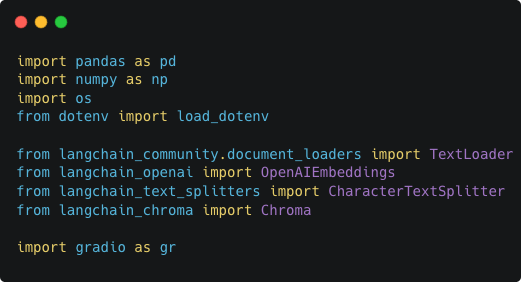 import pandas as pd
import numpy as np
import os
from dotenv import load_dotenv
from langchain_community.document_loaders import TextLoader
from langchain_openai import OpenAIEmbeddings
from langchain_text_splitters import CharacterTextSplitter
from langchain_chroma import Chroma
import gradio as gr